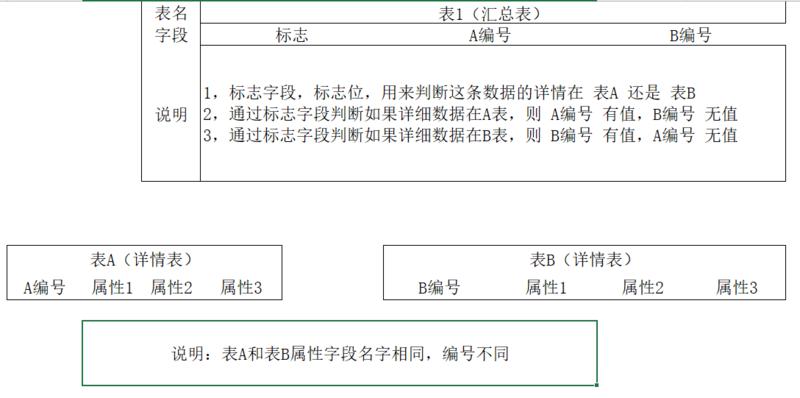 表名 表1（汇总表）
字段 标志 A编号 B编号
1，标志字段，标志位，用来判断这条数据的详情在 表A 还是 表B
说明 2，通过标志字段判断如果详细数据在A表，则 A编号 有值，B编号 无值
3，通过标志字段判断如果详细数据在B表，则 B编号 有值，A编号 无值
表A（详情表） 表B（详情表）
A编号 属性1 属性2 属性3 B编号 属性1 属性2 属性3
说明：表A和表B属性字段名字相同，编号不同